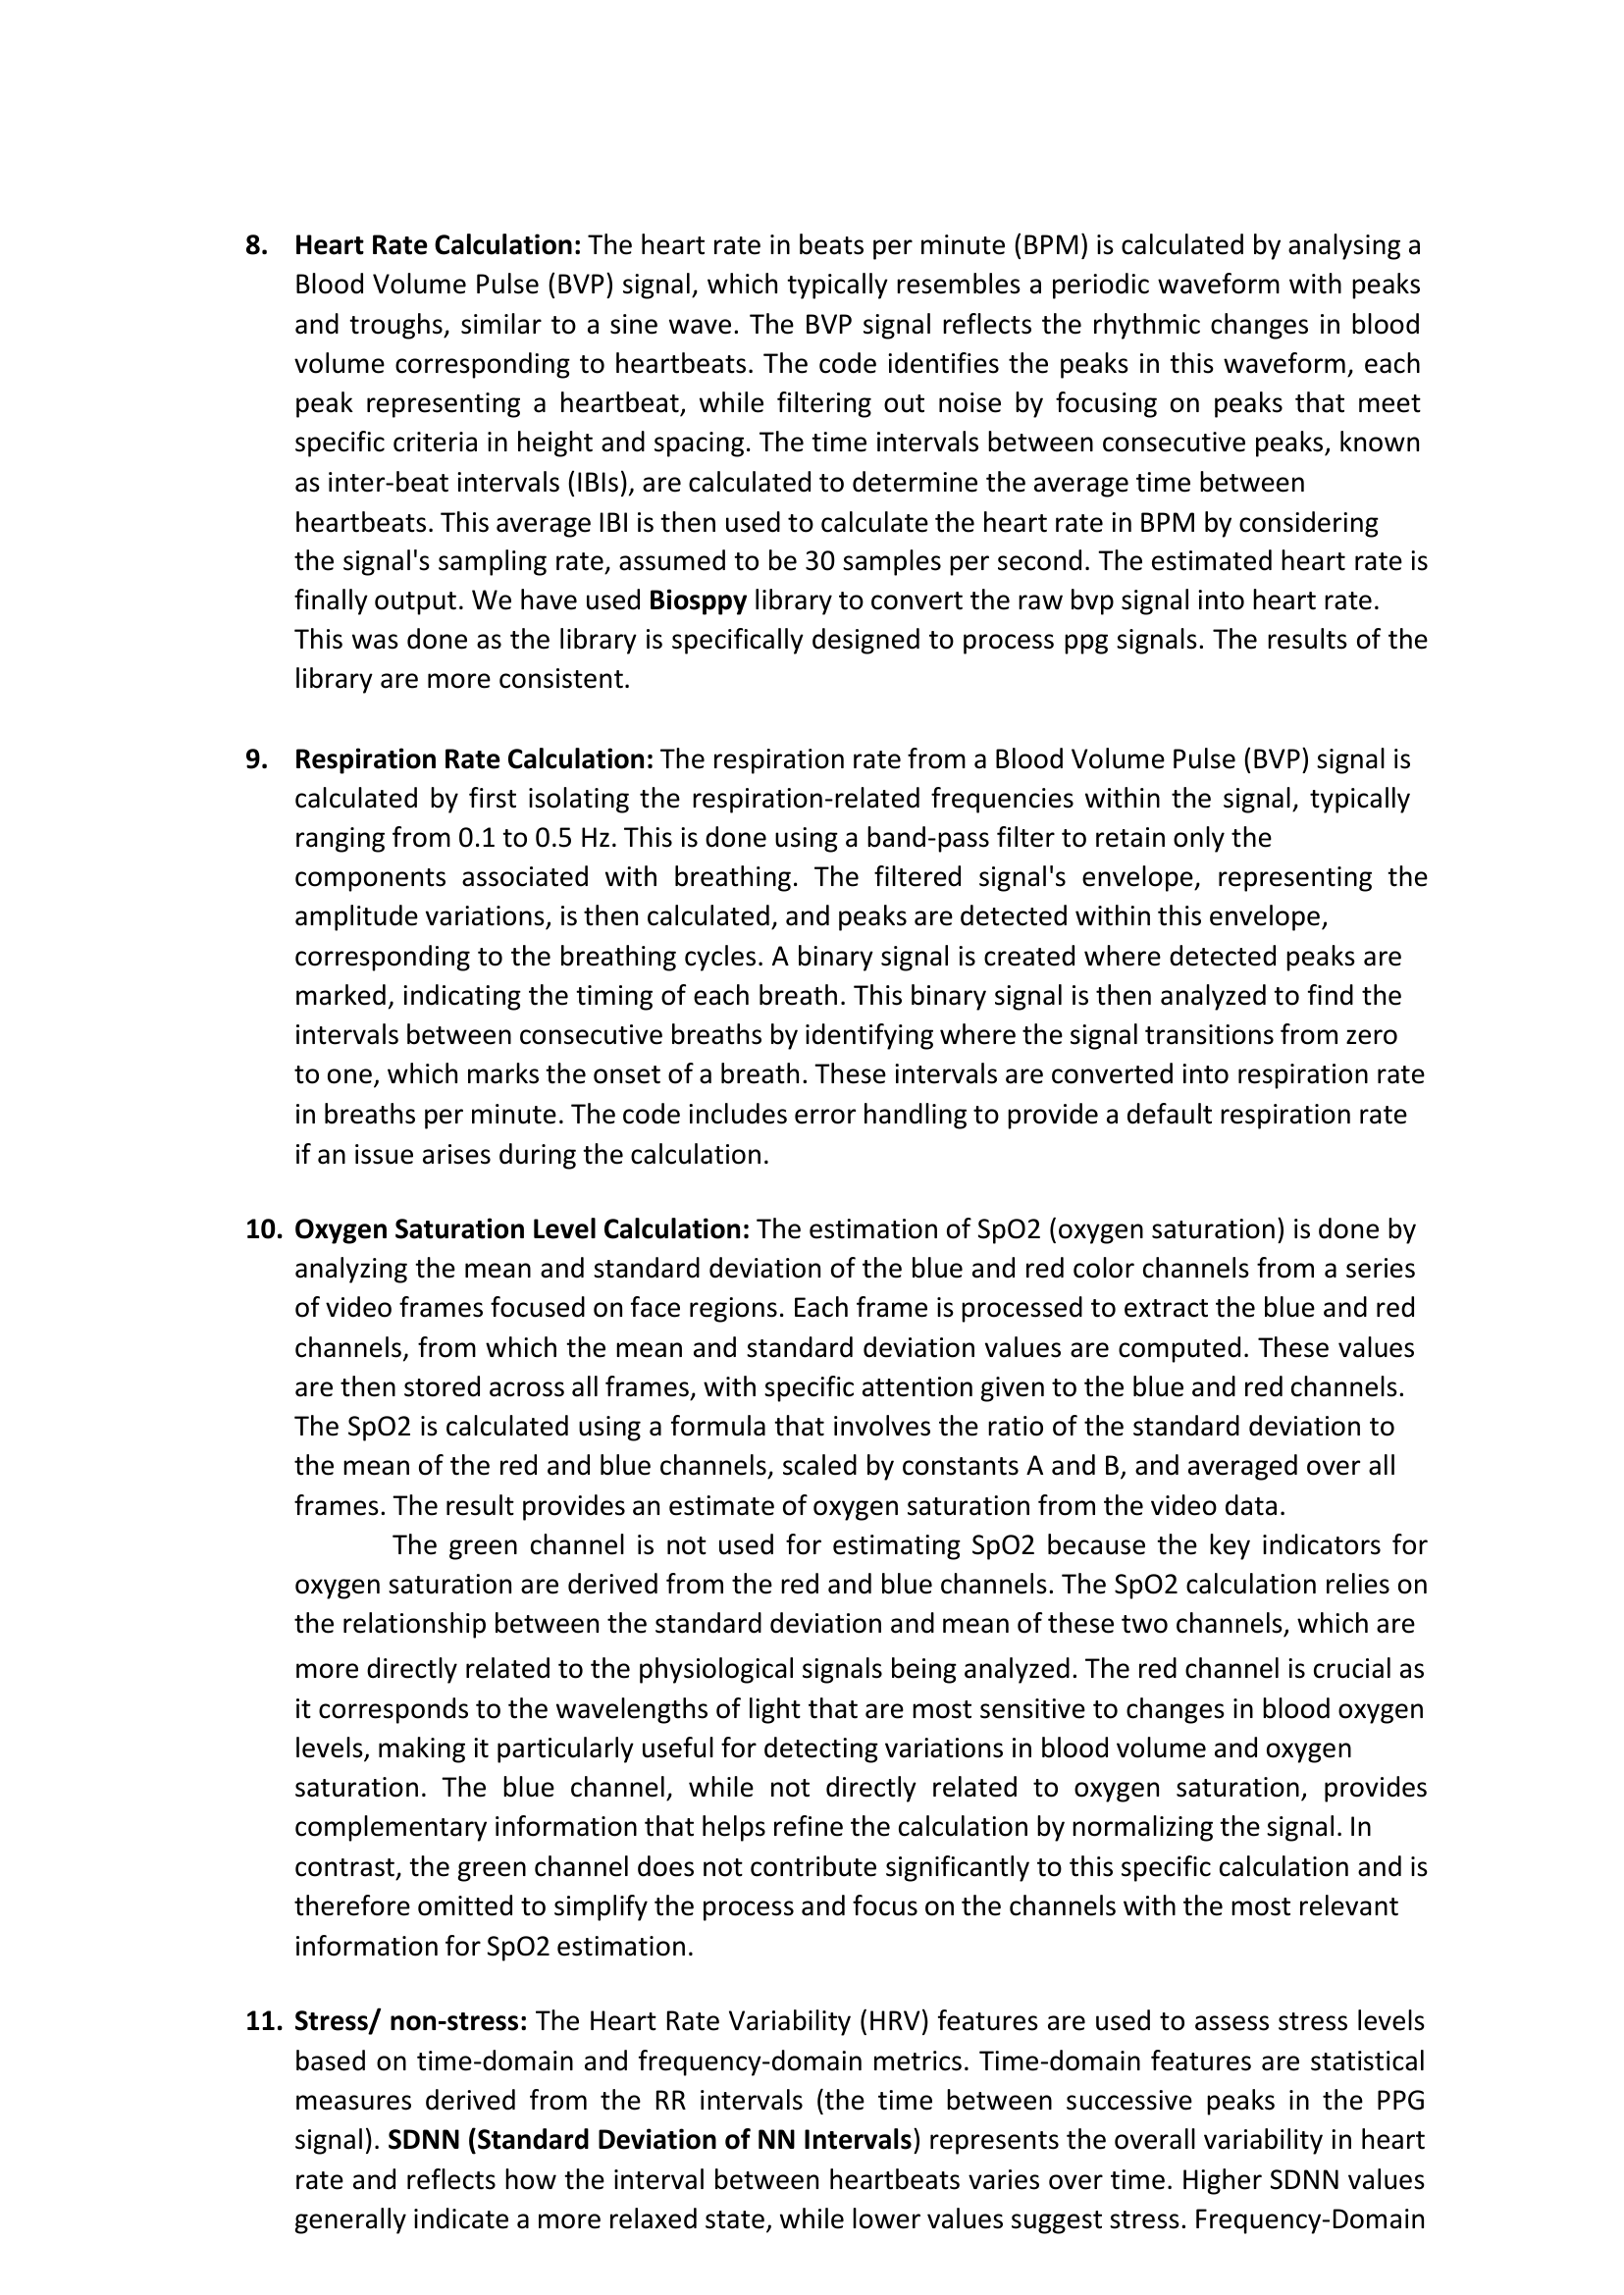 8. Heart Rate Calculation: The heart rate in beats per minute (BPM) is calculated by analysing a
Blood Volume Pulse (BVP) signal, which typically resembles a periodic waveform with peaks
and troughs, similar to a sine wave. The BVP signal reflects the rhythmic changes in blood
volume corresponding to heartbeats. The code identifies the peaks in this waveform, each
peak representing a heartbeat, while filtering out noise by focusing on peaks that meet
specific criteria in height and spacing. The time intervals between consecutive peaks, known
as inter-beat intervals (IBIs), are calculated to determine the average time between
heartbeats. This average IBI is then used to calculate the heart rate in BPM by considering
the signal's sampling rate, assumed to be 30 samples per second. The estimated heart rate is
finally output. We have used Biosppy library to convert the raw bvp signal into heart rate.
This was done as the library is specifically designed to process ppg signals. The results of the
library are more consistent.
9. Respiration Rate Calculation: The respiration rate from a Blood Volume Pulse (BVP) signal is
calculated by first isolating the respiration-related frequencies within the signal, typically
ranging from 0.1 to 0.5 Hz. This is done using a band-pass filter to retain only the
components associated with breathing. The filtered signal's envelope, representing the
amplitude variations, is then calculated, and peaks are detected within this envelope,
corresponding to the breathing cycles. A binary signal is created where detected peaks are
marked, indicating the timing of each breath. This binary signal is then analyzed to find the
intervals between consecutive breaths by identifying where the signal transitions from zero
to one, which marks the onset of a breath. These intervals are converted into respiration rate
in breaths per minute. The code includes error handling to provide a default respiration rate
if an issue arises during the calculation.
10. Oxygen Saturation Level Calculation: The estimation of SpO2 (oxygen saturation) is done by
analyzing the mean and standard deviation of the blue and red color channels from a series
of video frames focused on face regions. Each frame is processed to extract the blue and red
channels, from which the mean and standard deviation values are computed. These values
are then stored across all frames, with specific attention given to the blue and red channels.
The SpO2 is calculated using a formula that involves the ratio of the standard deviation to
the mean of the red and blue channels, scaled by constants A and B, and averaged over all
frames. The result provides an estimate of oxygen saturation from the video data.
The green channel is not used for estimating SpO2 because the key indicators for
oxygen saturation are derived from the red and blue channels. The SpO2 calculation relies on
the relationship between the standard deviation and mean of these two channels, which are
more directly related to the physiological signals being analyzed. The red channel is crucial as
it corresponds to the wavelengths of light that are most sensitive to changes in blood oxygen
levels, making it particularly useful for detecting variations in blood volume and oxygen
saturation. The blue channel, while not directly related to oxygen saturation, provides
complementary information that helps refine the calculation by normalizing the signal. In
contrast, the green channel does not contribute significantly to this specific calculation and is
therefore omitted to simplify the process and focus on the channels with the most relevant
information for SpO2 estimation.
11. Stress/ non-stress: The Heart Rate Variability (HRV) features are used to assess stress levels
based on time-domain and frequency-domain metrics. Time-domain features are statistical
measures derived from the RR intervals (the time between successive peaks in the PPG
signal). SDNN (Standard Deviation of NN Intervals) represents the overall variability in heart
rate and reflects how the interval between heartbeats varies over time. Higher SDNN values
generally indicate a more relaxed state, while lower values suggest stress. Frequency-Domain